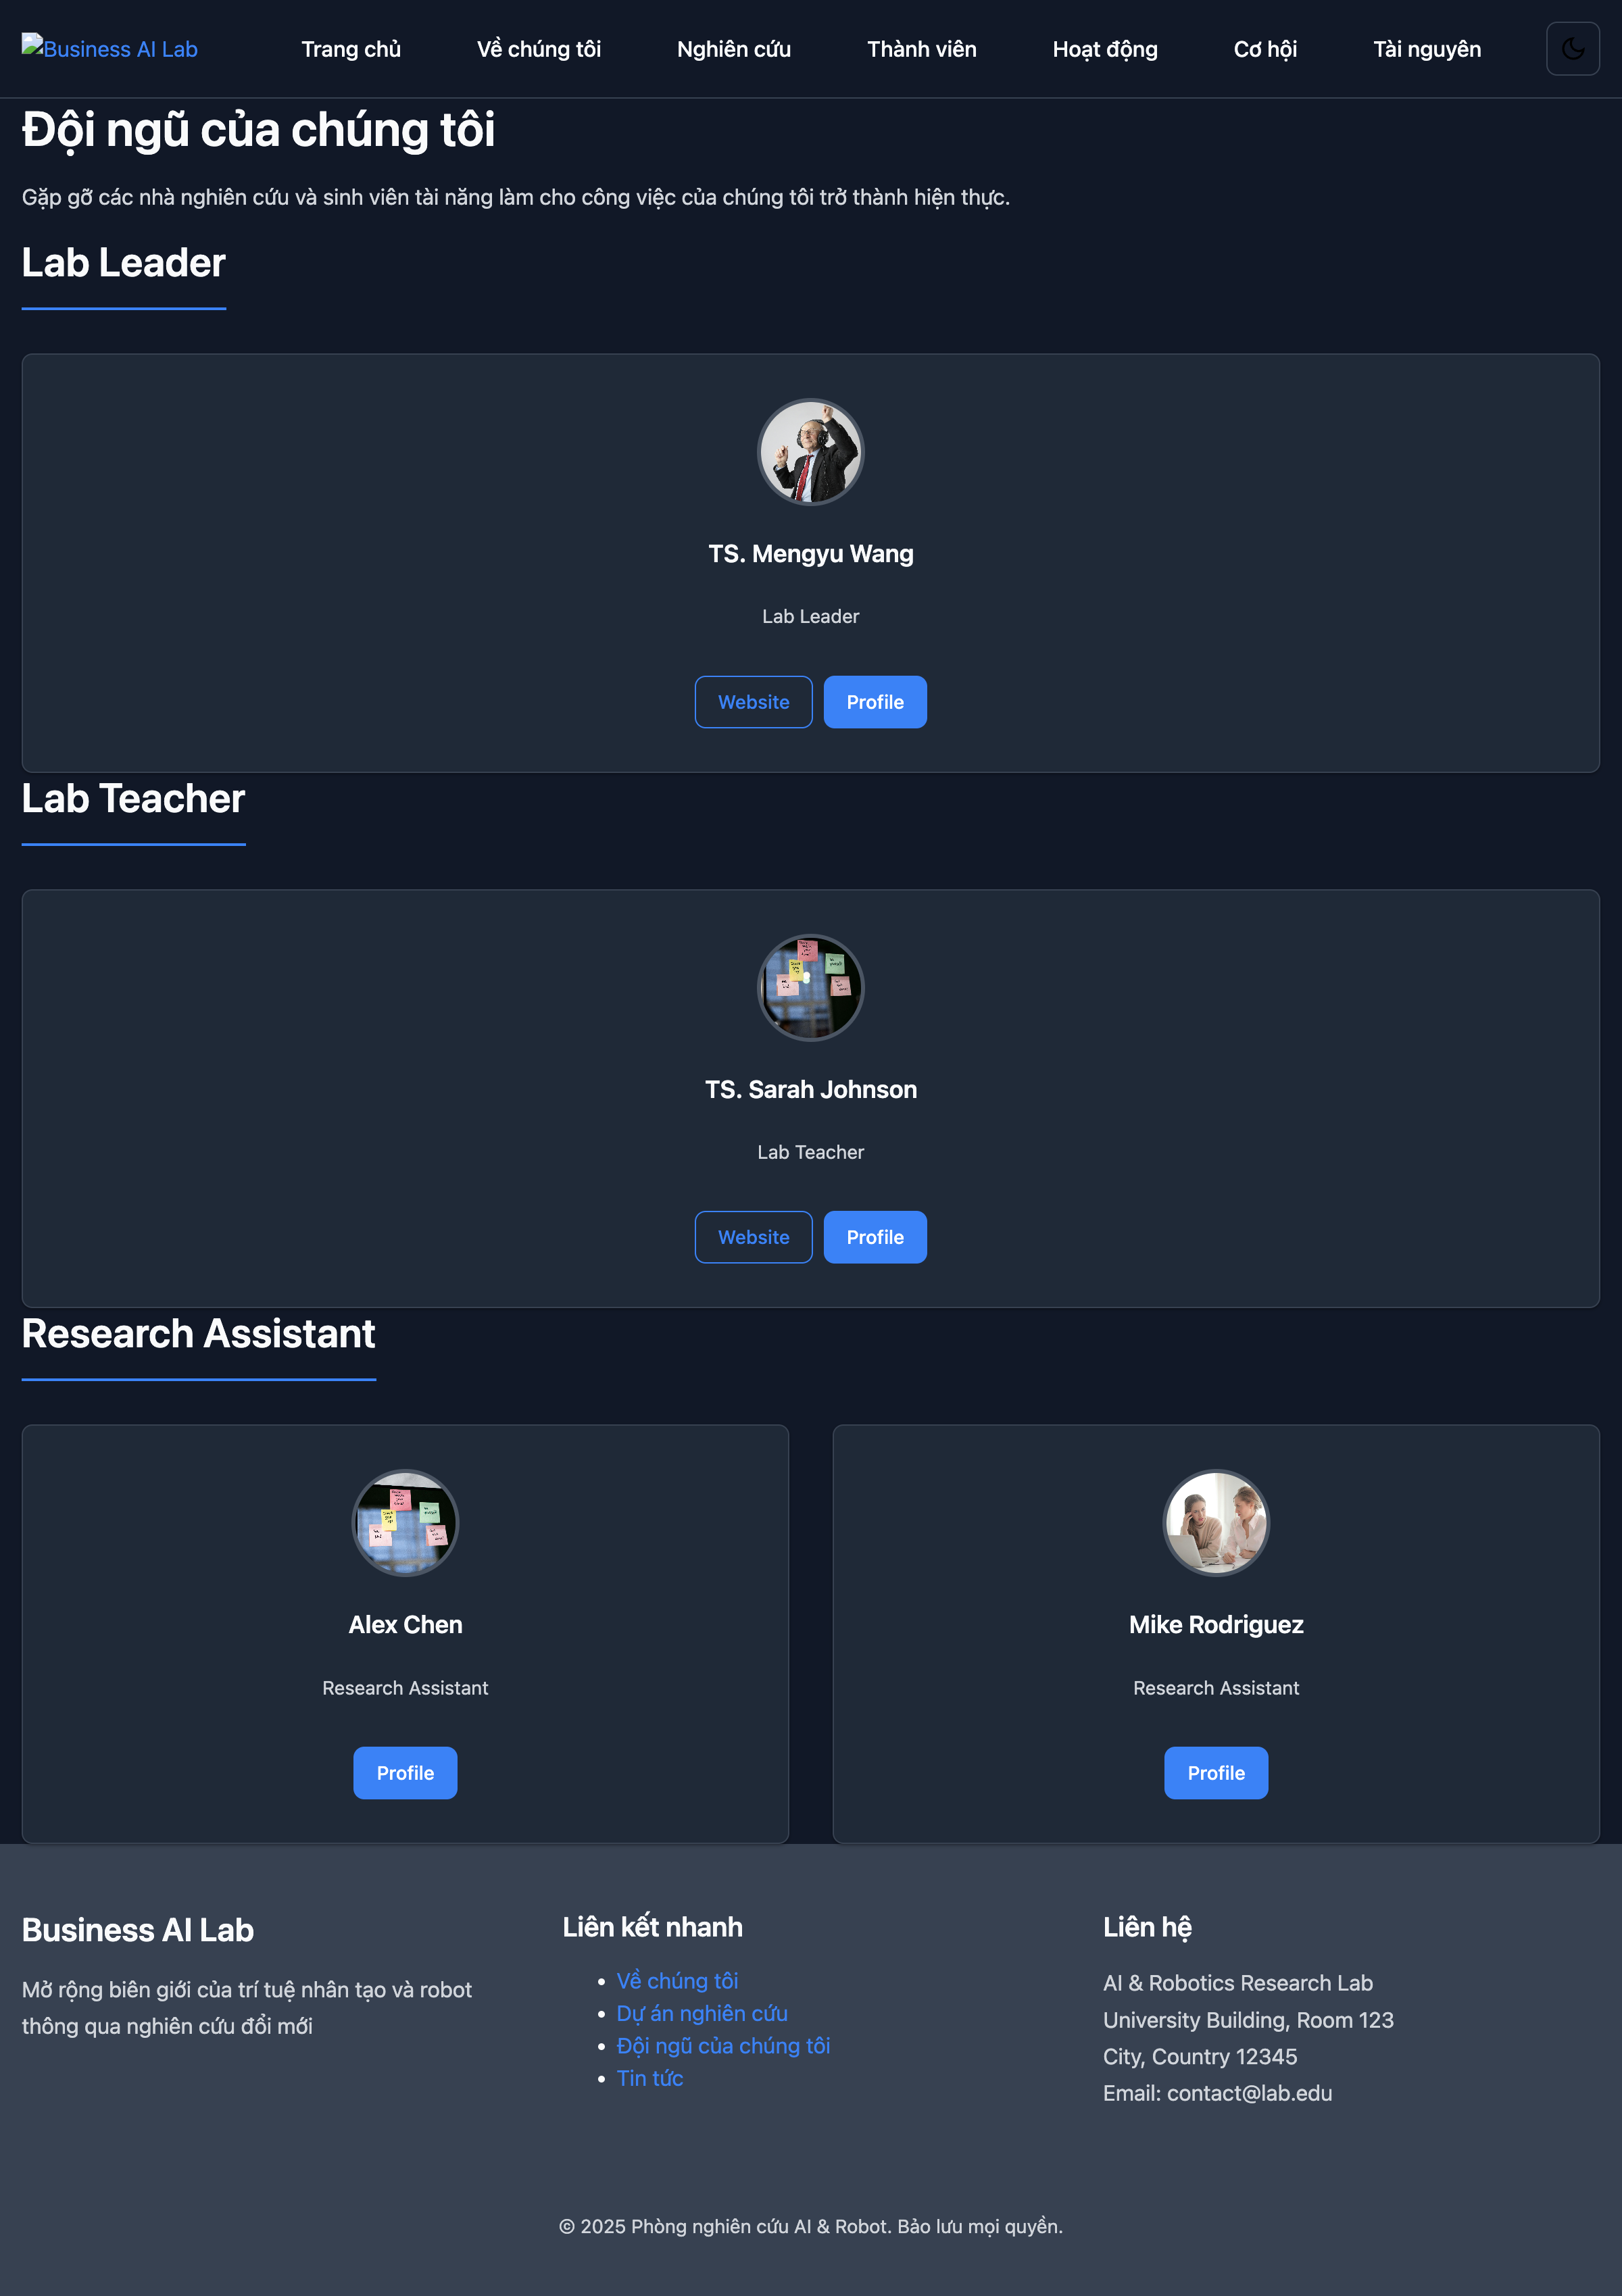 Business AI Lab
Trang chủ
Về chúng tôi
Nghiên cứu
Thành viên
Hoạt động
Cơ hội
Tài nguyên
Đội ngũ của chúng tôi
Gặp gỡ các nhà nghiên cứu và sinh viên tài năng làm cho công việc của chúng tôi trở thành hiện thực.
Lab Leader
TS. Mengyu Wang
Lab Leader
Website
Profile
Lab Teacher
TS. Sarah Johnson
Lab Teacher
Website
Profile
Research Assistant
Alex Chen
Research Assistant
Profile
Mike Rodriguez
Research Assistant
Profile
Business AI Lab
Mở rộng biên giới của trí tuệ nhân tạo và robot
thông qua nghiên cứu đổi mới
Liên kết nhanh
Về chúng tôi
Dự án nghiên cứu
Đội ngũ của chúng tôi
Tin tức
Liên hệ
AI & Robotics Research Lab
University Building, Room 123
City, Country 12345
Email: contact@lab.edu
© 2025 Phòng nghiên cứu AI & Robot. Bảo lưu mọi quyền.